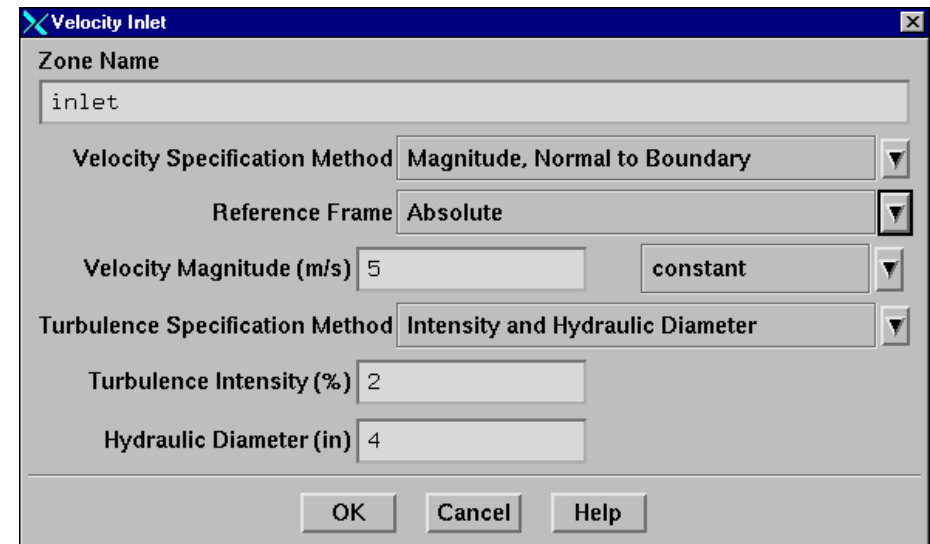 Velocity Inlet
Zone Name
inlet
Velocity Specification Method Magnitude, Normal to Boundary
Reference Frame Absolute
Velocity Magnitude (m/s) 5 constant
Turbulence Specification Method Intensity and Hydraulic Diameter
Turbulence Intensity (%) 2
Hydraulic Diameter (in) 4
OK Cancel Help